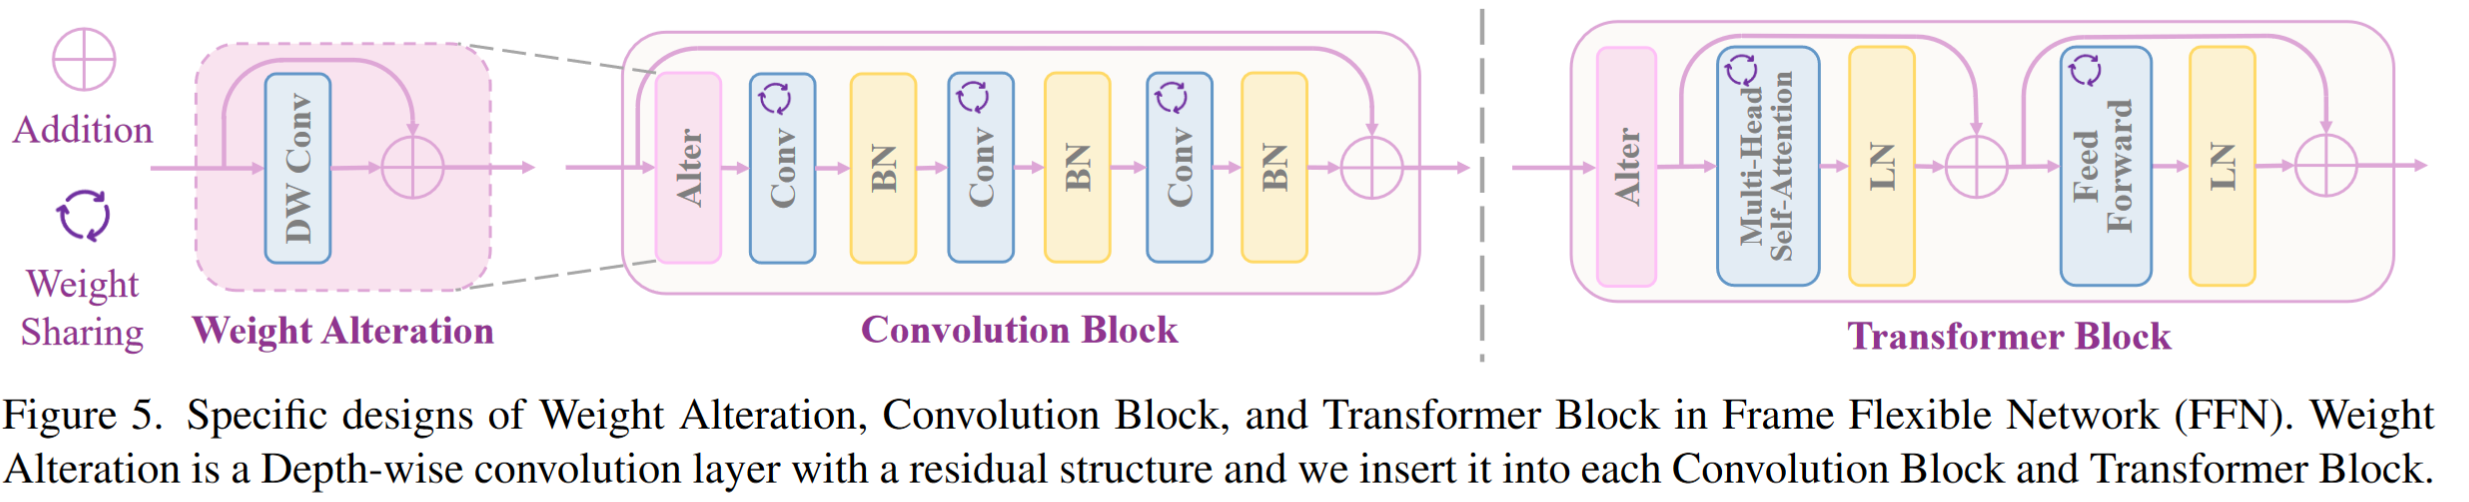 Addition
Weight
Sharing
DW Conv
Weight Alteration
Alter
Conv
BN
Conv
BN
Conv
BN
Convolution Block
Alter
Multi-Head
Self-Attention
LN
Feed
Forward
LN
Transformer Block
Figure 5. Specific designs of Weight Alteration, Convolution Block, and Transformer Block in Frame Flexible Network (FFN). Weight
Alteration is a Depth-wise convolution layer with a residual structure and we insert it into each Convolution Block and Transformer Block.